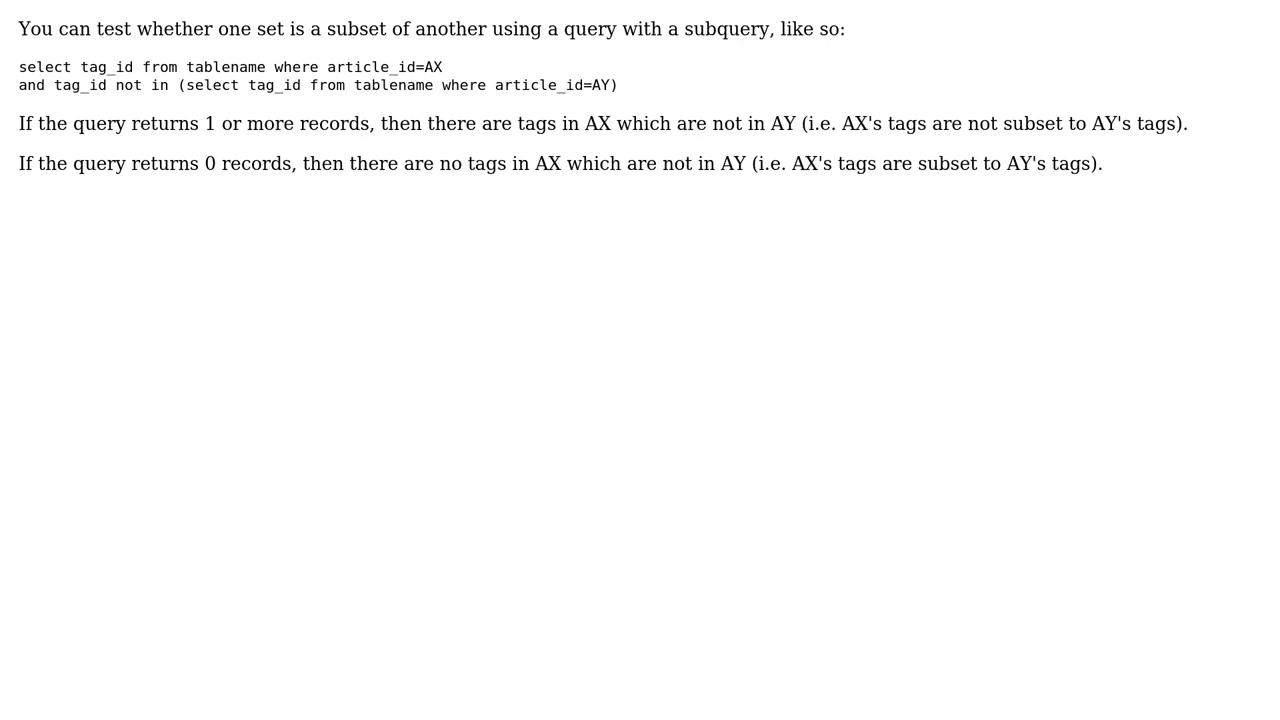 You can test whether one set is a subset of another using a query with a subquery, like so:
select tag_id from tablename where article_id=AX
and tag_id not in (select tag_id from tablename where article_id=AY)
If the query returns 1 or more records, then there are tags in AX which are not in AY (i.e. AX's tags are not subset to AY's tags).
If the query returns 0 records, then there are no tags in AX which are not in AY (i.e. AX's tags are subset to AY's tags).